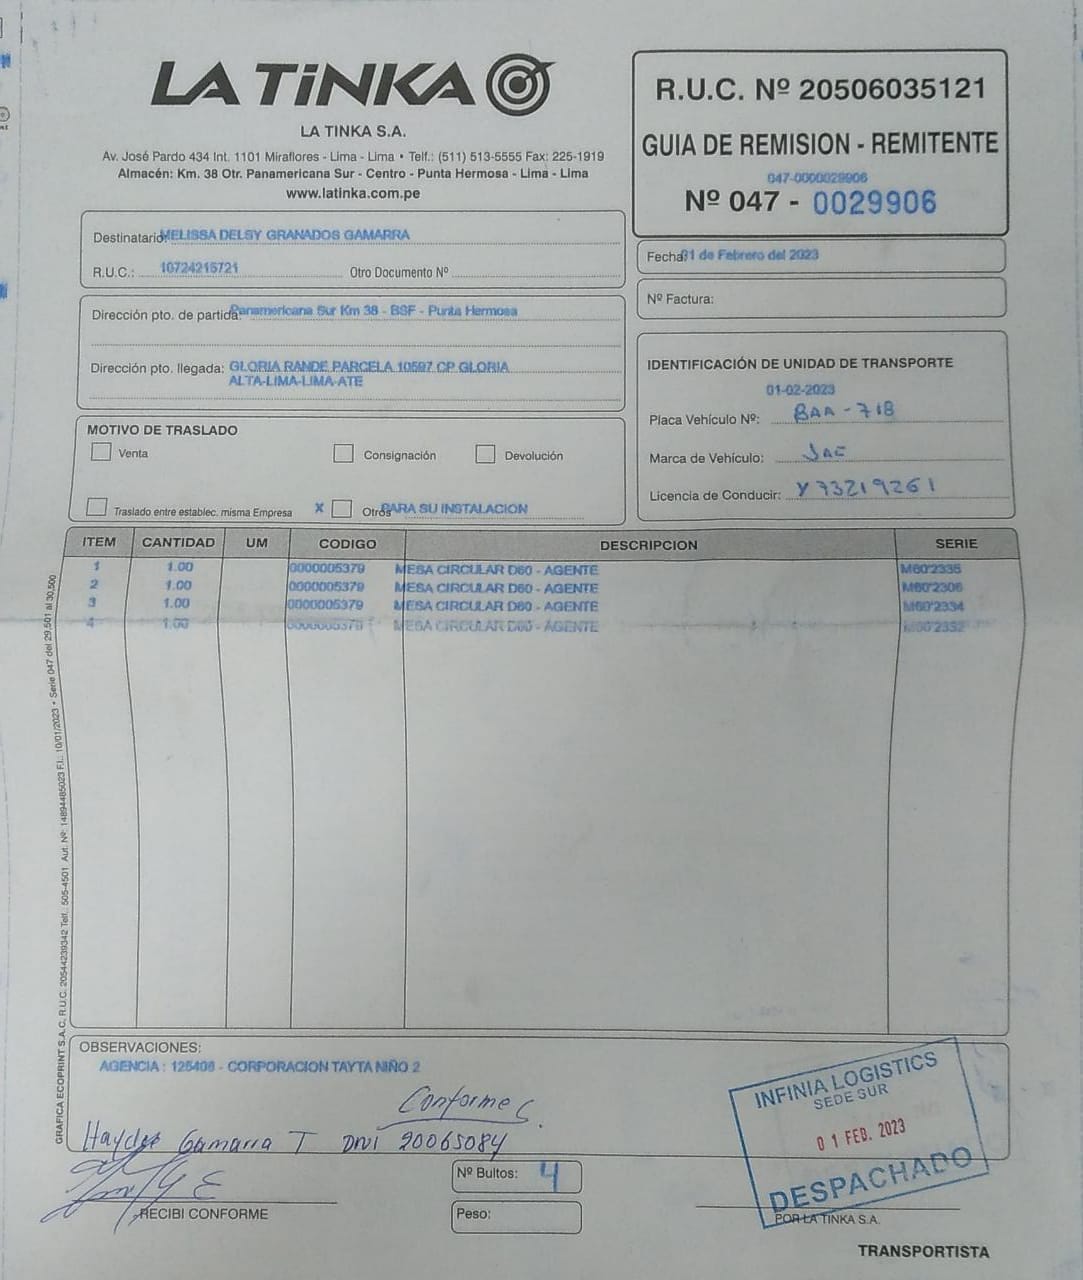 LA TiNKA
LA TINKA S.A.
Av. José Pardo 434 Int. 1101 Miraflores - Lima - Lima • Telf.: (511) 513-5555 Fax: 225-1919
Almacén: Km. 38 Otr. Panamericana Sur - Centro - Punta Hermosa - Lima - Lima
www.latinka.com.pe
R.U.C. Nº 20506035121
GUIA DE REMISION - REMITENTE
047-0000029906
Nº 047 - 0029906
Destinatario: MELISSA DELSY GRANADOS GAMARRA
R.U.C.: 10724215721 Otro Documento Nº
Fecha: 01 de Febrero del 2023
Nº Factura:
Dirección pto. de partida: Panamericana Sur Km 38 - BSF - Punta Hermosa
Dirección pto. llegada: GLORIA RANDE PARCELA 10597 CP GLORIA
ALTA-LIMA-LIMA-ATE
IDENTIFICACIÓN DE UNIDAD DE TRANSPORTE
01-02-2023
Placa Vehículo Nº: BAA-718
Marca de Vehículo: JAC
Licencia de Conducir: Y73219261
MOTIVO DE TRASLADO
Venta Consignación Devolución
Traslado entre establec. misma Empresa X Otros PARA SU INSTALACION
ITEM CANTIDAD UM CODIGO DESCRIPCION SERIE
1 1.00 0000005379 MESA CIRCULAR D60 - AGENTE M60'2335
2 1.00 0000005379 MESA CIRCULAR D60 - AGENTE M60'2306
3 1.00 0000005379 MESA CIRCULAR D60 - AGENTE M60'2334
4 1.00 0000005379 MESA CIRCULAR D60 - AGENTE M60'2332
GRAFICA ECOPRINT S.A.C. R.U.C. 20544239342 Telf.: 505-4501 Aut. Nº: 14894485023 F.I.: 10/01/2023 • Serie 047 del 29,501 al 30,500
OBSERVACIONES:
AGENCIA : 125408 - CORPORACION TAYTA NIÑO 2
Conforme
Haydee Gamarra T DNI 20065084
RECIBI CONFORME
Nº Bultos: 4
Peso:
INFINIA LOGISTICS
SEDE SUR
01 FEB. 2023
DESPACHADO
POR LA TINKA S.A.
TRANSPORTISTA